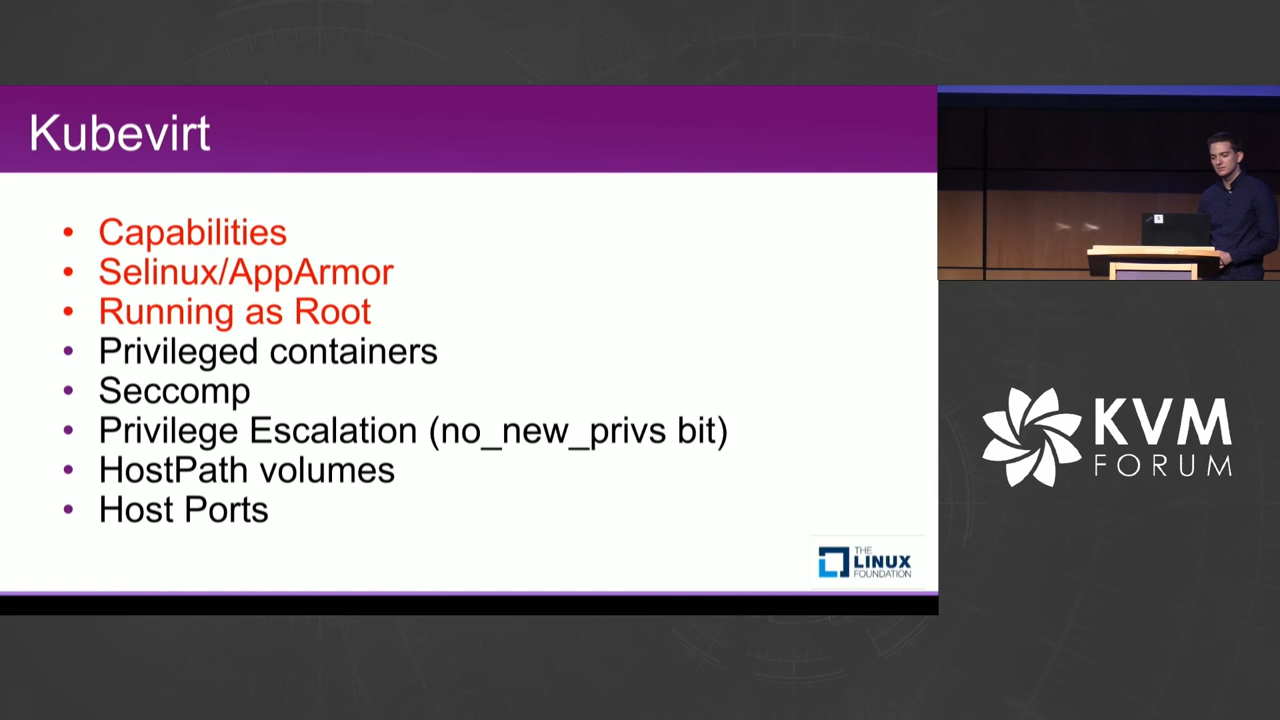 Kubevirt
• Capabilities
• Selinux/AppArmor
• Running as Root
• Privileged containers
• Seccomp
• Privilege Escalation (no_new_privs bit)
• HostPath volumes
• Host Ports
THE
LINUX
FOUNDATION
KVM
FORUM